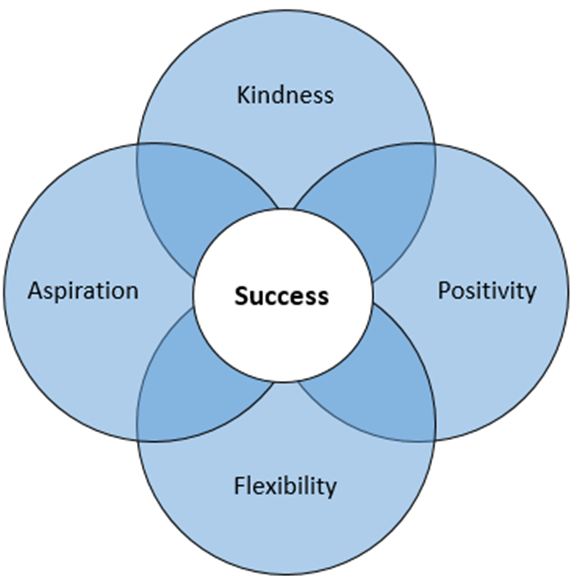 Kindness
Aspiration
Success
Positivity
Flexibility